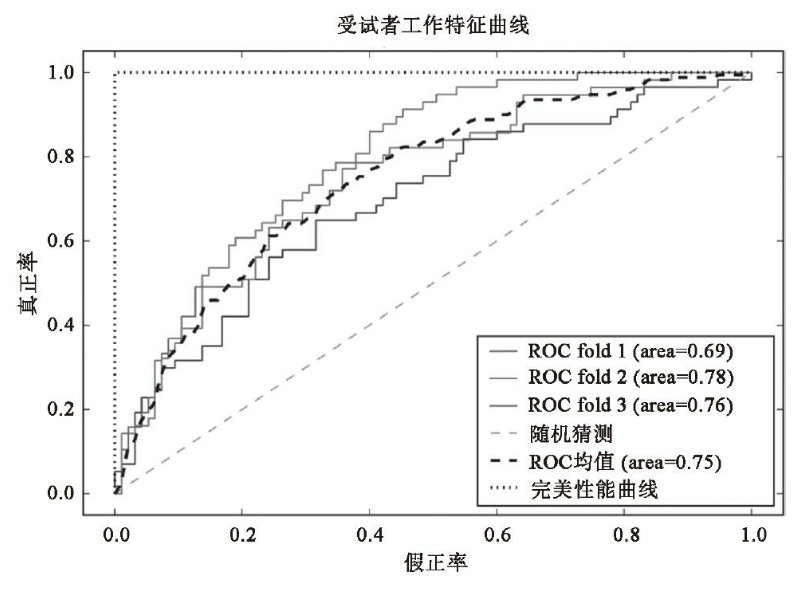 受试者工作特征曲线
1.0
0.8
0.6
0.4
0.2
0.0
真正率
ROC fold 1 (area=0.69)
ROC fold 2 (area=0.78)
ROC fold 3 (area=0.76)
随机猜测
ROC均值 (area=0.75)
完美性能曲线
0.0 0.2 0.4 0.6 0.8 1.0
假正率